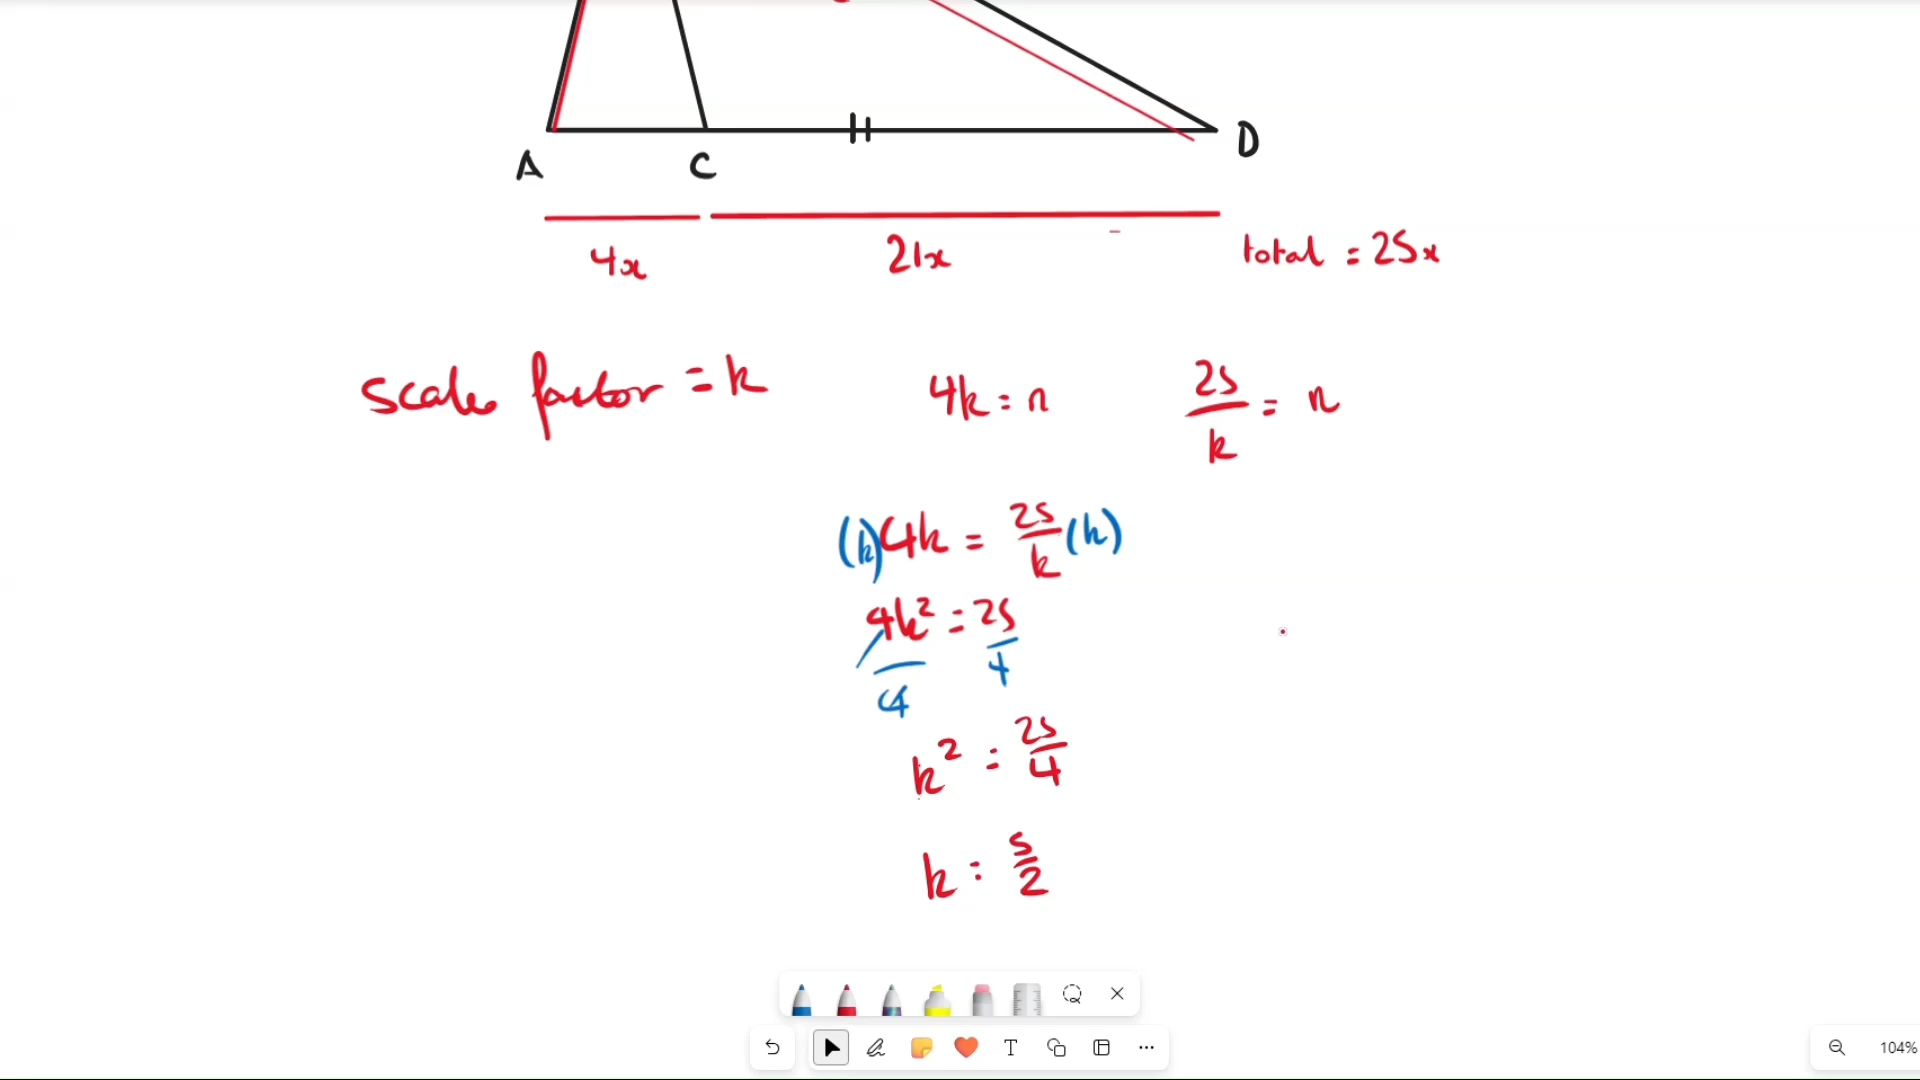 A C D
4x 21x total = 25x
Scale factor = k 4k = n 25/k = n
(k)4k = 25/k (k)
4k² = 25
4 4
k² = 25/4
k = 5/2
T
104%